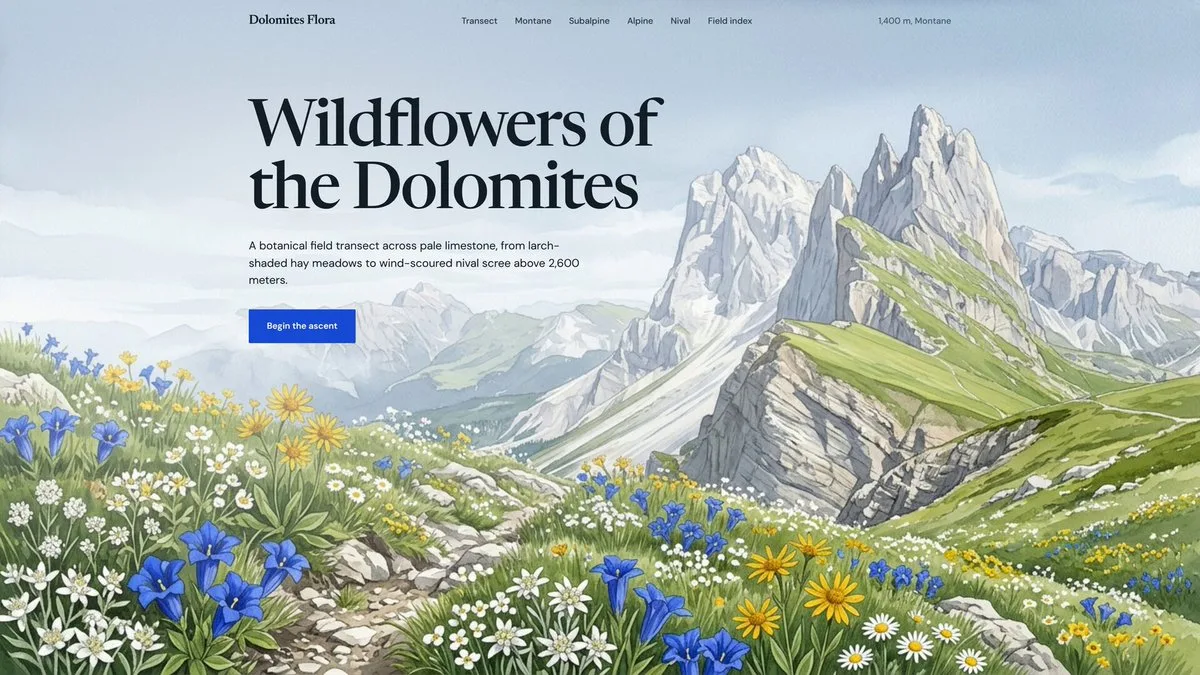 Dolomites Flora
Transect
Montane
Subalpine
Alpine
Nival
Field index
1,400 m, Montane
Wildflowers of
the Dolomites
A botanical field transect across pale limestone, from larch-
shaded hay meadows to wind-scoured nival scree above 2,600
meters.
Begin the ascent